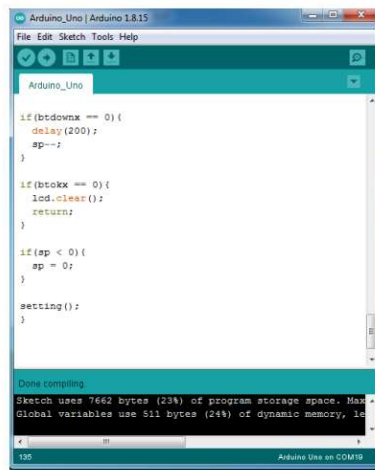 Arduino_Uno | Arduino 1.8.15
File Edit Sketch Tools Help
Arduino_Uno
if(btdownx == 0){
delay(200);
sp--;
}
if(btokx == 0){
lcd.clear();
return;
}
if(sp < 0){
sp = 0;
}
setting();
}
Done compiling.
Sketch uses 7662 bytes (23%) of program storage space. Max
Global variables use 511 bytes (24%) of dynamic memory, le
135
Arduino Uno on COM19